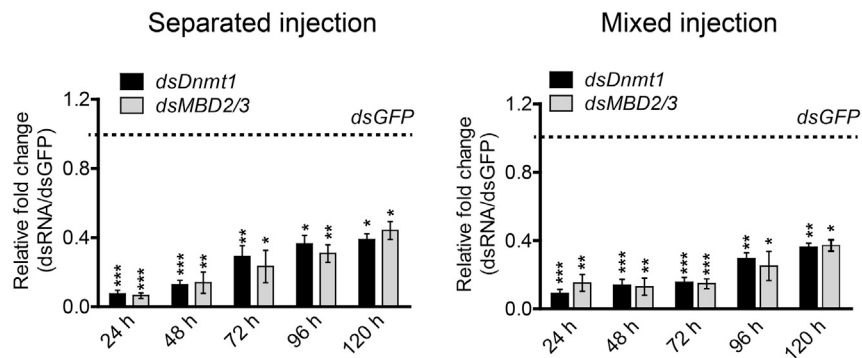 Separated injection
dsDnmt1
dsMBD2/3
dsGFP
Relative fold change
(dsRNA/dsGFP)
1.2
0.8
0.4
0.0
*** *** *** ** ** * * ** * *
24 h 48 h 72 h 96 h 120 h
Mixed injection
dsDnmt1
dsMBD2/3
dsGFP
Relative fold change
(dsRNA/dsGFP)
1.2
0.8
0.4
0.0
*** ** *** ** *** *** ** * ** *
24 h 48 h 72 h 96 h 120 h